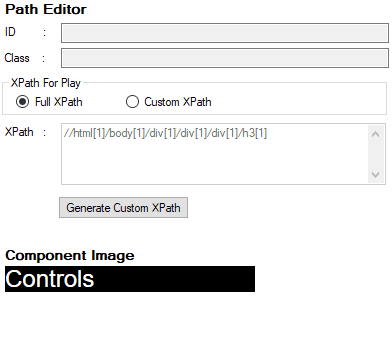 Path Editor
ID :
Class :
XPath For Play
Full XPath Custom XPath
XPath : //html[1]/body[1]/div[1]/div[1]/div[1]/h3[1]
Generate Custom XPath
Component Image
Controls